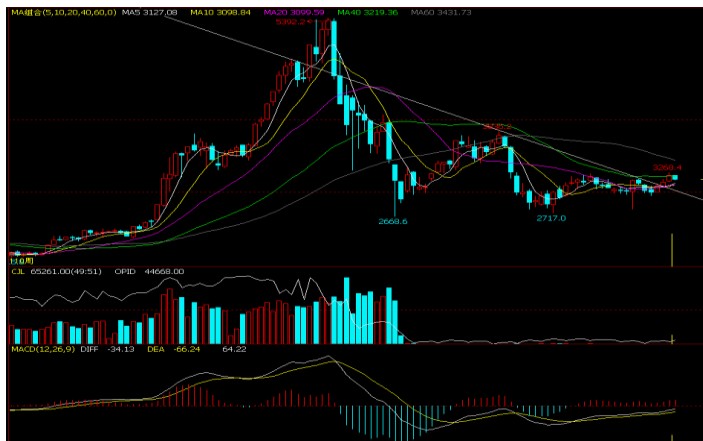 MA组合(5,10,20,40,60,0) MA5 3127.08 MA10 3098.84 MA20 3099.59 MA40 3219.36 MA60 3431.73
5392.2
3268.4
2668.6
2717.0
CJL 65261.00(49:51) OPID 44668.00
MACD(12,26,9) DIFF -34.13 DEA -66.24 64.22